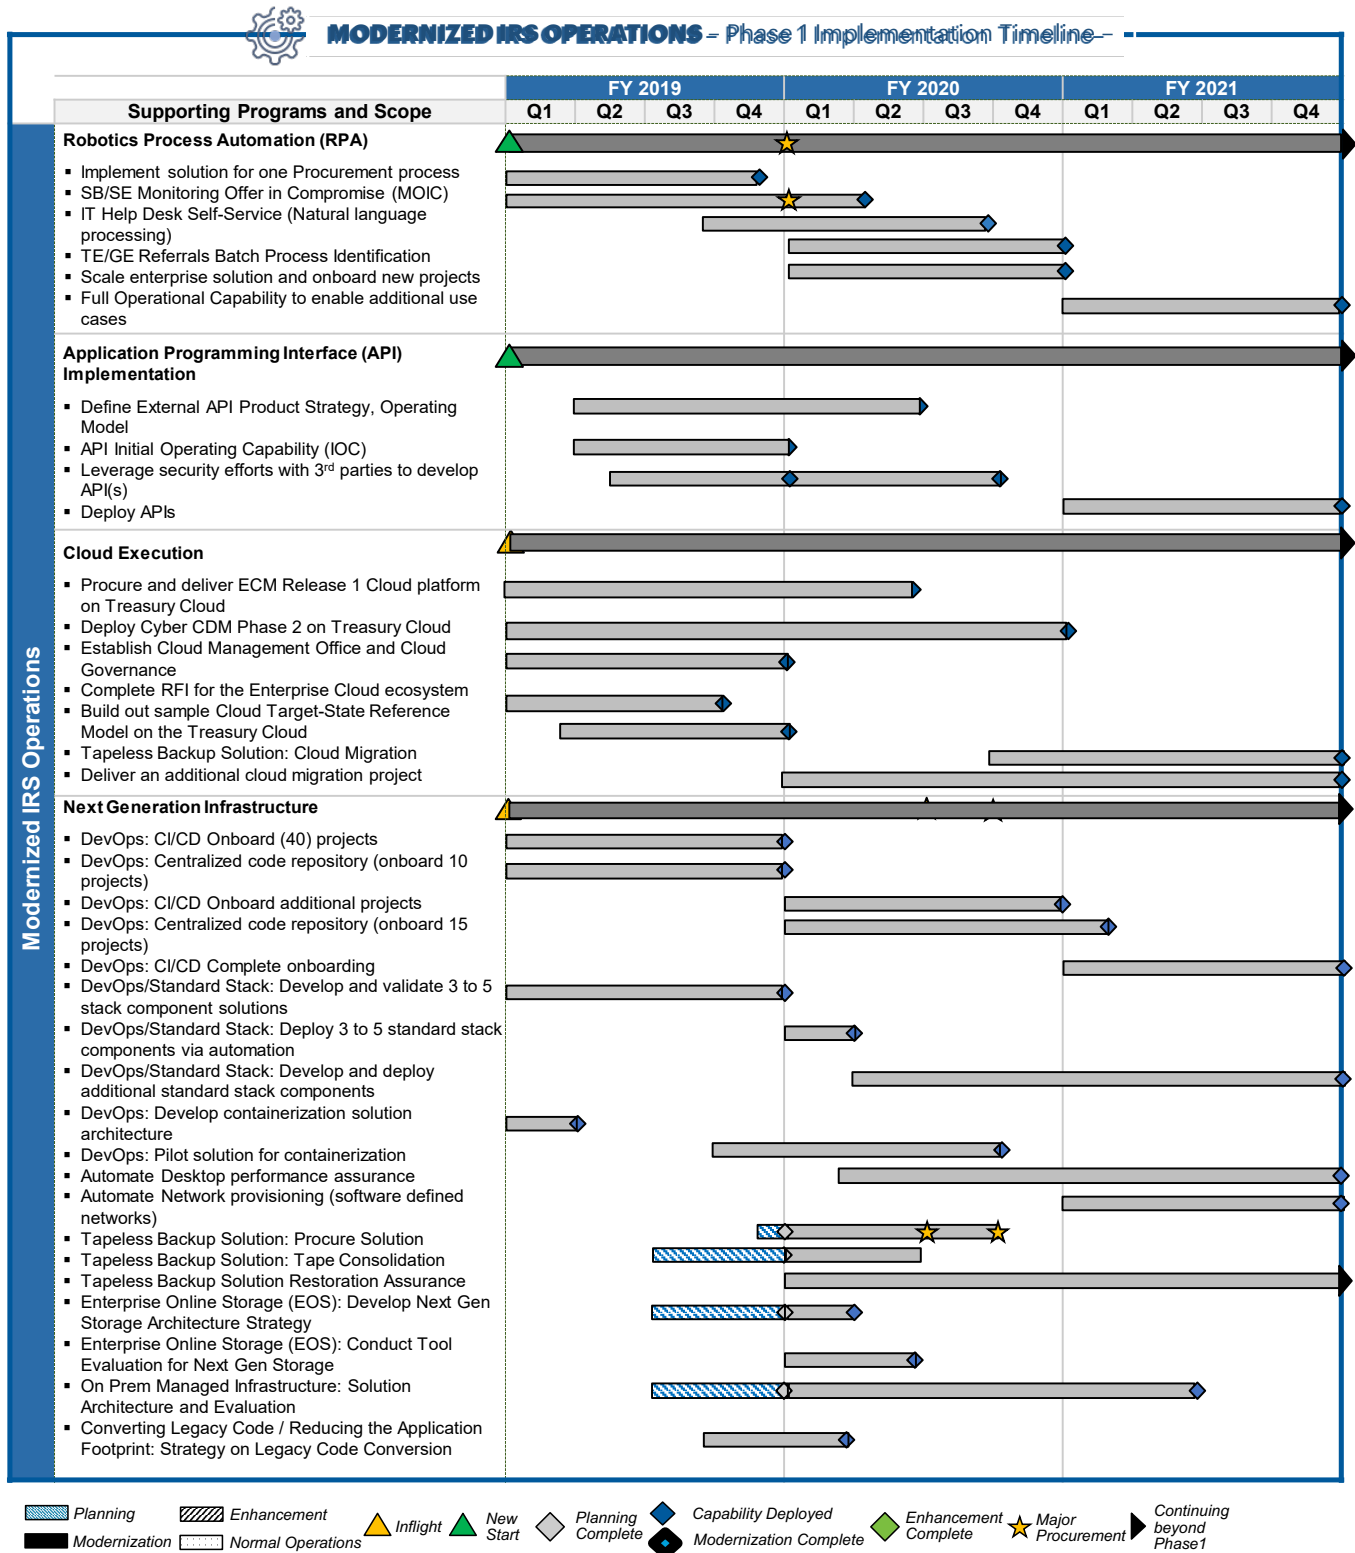 MODERNIZED IRS OPERATIONS – Phase 1 Implementation Timeline –
FY 2019 FY 2020 FY 2021
Supporting Programs and Scope Q1 Q2 Q3 Q4 Q1 Q2 Q3 Q4 Q1 Q2 Q3 Q4
Modernized IRS Operations
Robotics Process Automation (RPA)
▪ Implement solution for one Procurement process
▪ SB/SE Monitoring Offer in Compromise (MOIC)
▪ IT Help Desk Self-Service (Natural language
processing)
▪ TE/GE Referrals Batch Process Identification
▪ Scale enterprise solution and onboard new projects
▪ Full Operational Capability to enable additional use
cases
Application Programming Interface (API)
Implementation
▪ Define External API Product Strategy, Operating
Model
▪ API Initial Operating Capability (IOC)
▪ Leverage security efforts with 3rd parties to develop
API(s)
▪ Deploy APIs
Cloud Execution
▪ Procure and deliver ECM Release 1 Cloud platform
on Treasury Cloud
▪ Deploy Cyber CDM Phase 2 on Treasury Cloud
▪ Establish Cloud Management Office and Cloud
Governance
▪ Complete RFI for the Enterprise Cloud ecosystem
▪ Build out sample Cloud Target-State Reference
Model on the Treasury Cloud
▪ Tapeless Backup Solution: Cloud Migration
▪ Deliver an additional cloud migration project
Next Generation Infrastructure
▪ DevOps: CI/CD Onboard (40) projects
▪ DevOps: Centralized code repository (onboard 10
projects)
▪ DevOps: CI/CD Onboard additional projects
▪ DevOps: Centralized code repository (onboard 15
projects)
▪ DevOps: CI/CD Complete onboarding
▪ DevOps/Standard Stack: Develop and validate 3 to 5
stack component solutions
▪ DevOps/Standard Stack: Deploy 3 to 5 standard stack
components via automation
▪ DevOps/Standard Stack: Develop and deploy
additional standard stack components
▪ DevOps: Develop containerization solution
architecture
▪ DevOps: Pilot solution for containerization
▪ Automate Desktop performance assurance
▪ Automate Network provisioning (software defined
networks)
▪ Tapeless Backup Solution: Procure Solution
▪ Tapeless Backup Solution: Tape Consolidation
▪ Tapeless Backup Solution Restoration Assurance
▪ Enterprise Online Storage (EOS): Develop Next Gen
Storage Architecture Strategy
▪ Enterprise Online Storage (EOS): Conduct Tool
Evaluation for Next Gen Storage
▪ On Prem Managed Infrastructure: Solution
Architecture and Evaluation
▪ Converting Legacy Code / Reducing the Application
Footprint: Strategy on Legacy Code Conversion
Planning
Modernization
Enhancement
Normal Operations
Inflight
New
Start
Planning
Complete
Capability Deployed
Modernization Complete
Enhancement
Complete
Major
Procurement
Continuing
beyond
Phase1